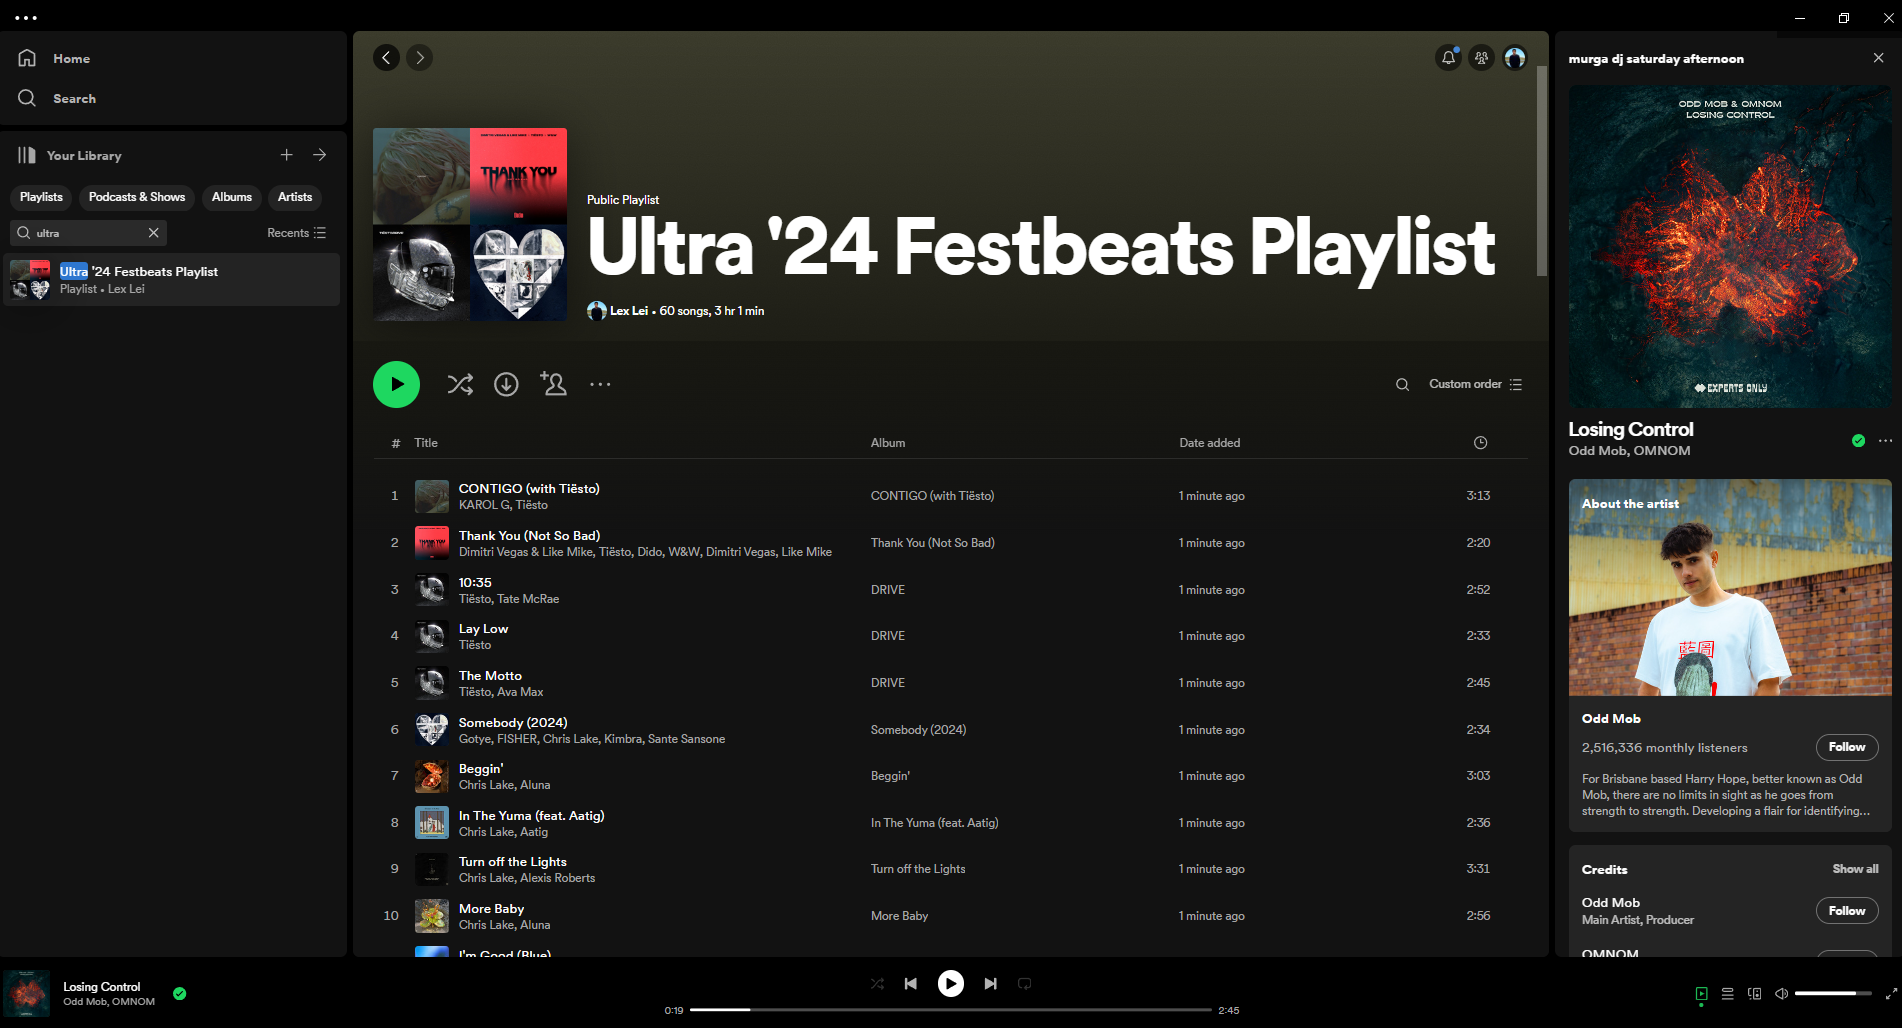 Home
Search
Your Library
Playlists
Podcasts & Shows
Albums
Artists
ultra
Recents
Ultra '24 Festbeats Playlist
Playlist • Lex Lei
THANK YOU
Public Playlist
Ultra '24 Festbeats Playlist
Lex Lei • 60 songs, 3 hr 1 min
Custom order
# Title Album Date added
1 CONTIGO (with Tiësto) CONTIGO (with Tiësto) 1 minute ago 3:13
KAROL G, Tiësto
2 Thank You (Not So Bad) Thank You (Not So Bad) 1 minute ago 2:20
Dimitri Vegas & Like Mike, Tiësto, Dido, W&W, Dimitri Vegas, Like Mike
3 10:35 DRIVE 1 minute ago 2:52
Tiësto, Tate McRae
4 Lay Low DRIVE 1 minute ago 2:33
Tiësto
5 The Motto DRIVE 1 minute ago 2:45
Tiësto, Ava Max
6 Somebody (2024) Somebody (2024) 1 minute ago 2:34
Gotye, FISHER, Chris Lake, Kimbra, Sante Sansone
7 Beggin' Beggin' 1 minute ago 3:03
Chris Lake, Aluna
8 In The Yuma (feat. Aatig) In The Yuma (feat. Aatig) 1 minute ago 2:36
Chris Lake, Aatig
9 Turn off the Lights Turn off the Lights 1 minute ago 3:31
Chris Lake, Alexis Roberts
10 More Baby More Baby 1 minute ago 2:56
Chris Lake, Aluna
I'm Good (Blue)
murga dj saturday afternoon
ODD MOB & OMNOM
LOSING CONTROL
EXPERTS ONLY
Losing Control
Odd Mob, OMNOM
About the artist
藍圖
Odd Mob
2,516,336 monthly listeners
Follow
For Brisbane based Harry Hope, better known as Odd
Mob, there are no limits in sight as he goes from
strength to strength. Developing a flair for identifying...
Credits
Show all
Odd Mob
Main Artist, Producer
Follow
OMNOM
Losing Control
Odd Mob, OMNOM
0:19
2:45